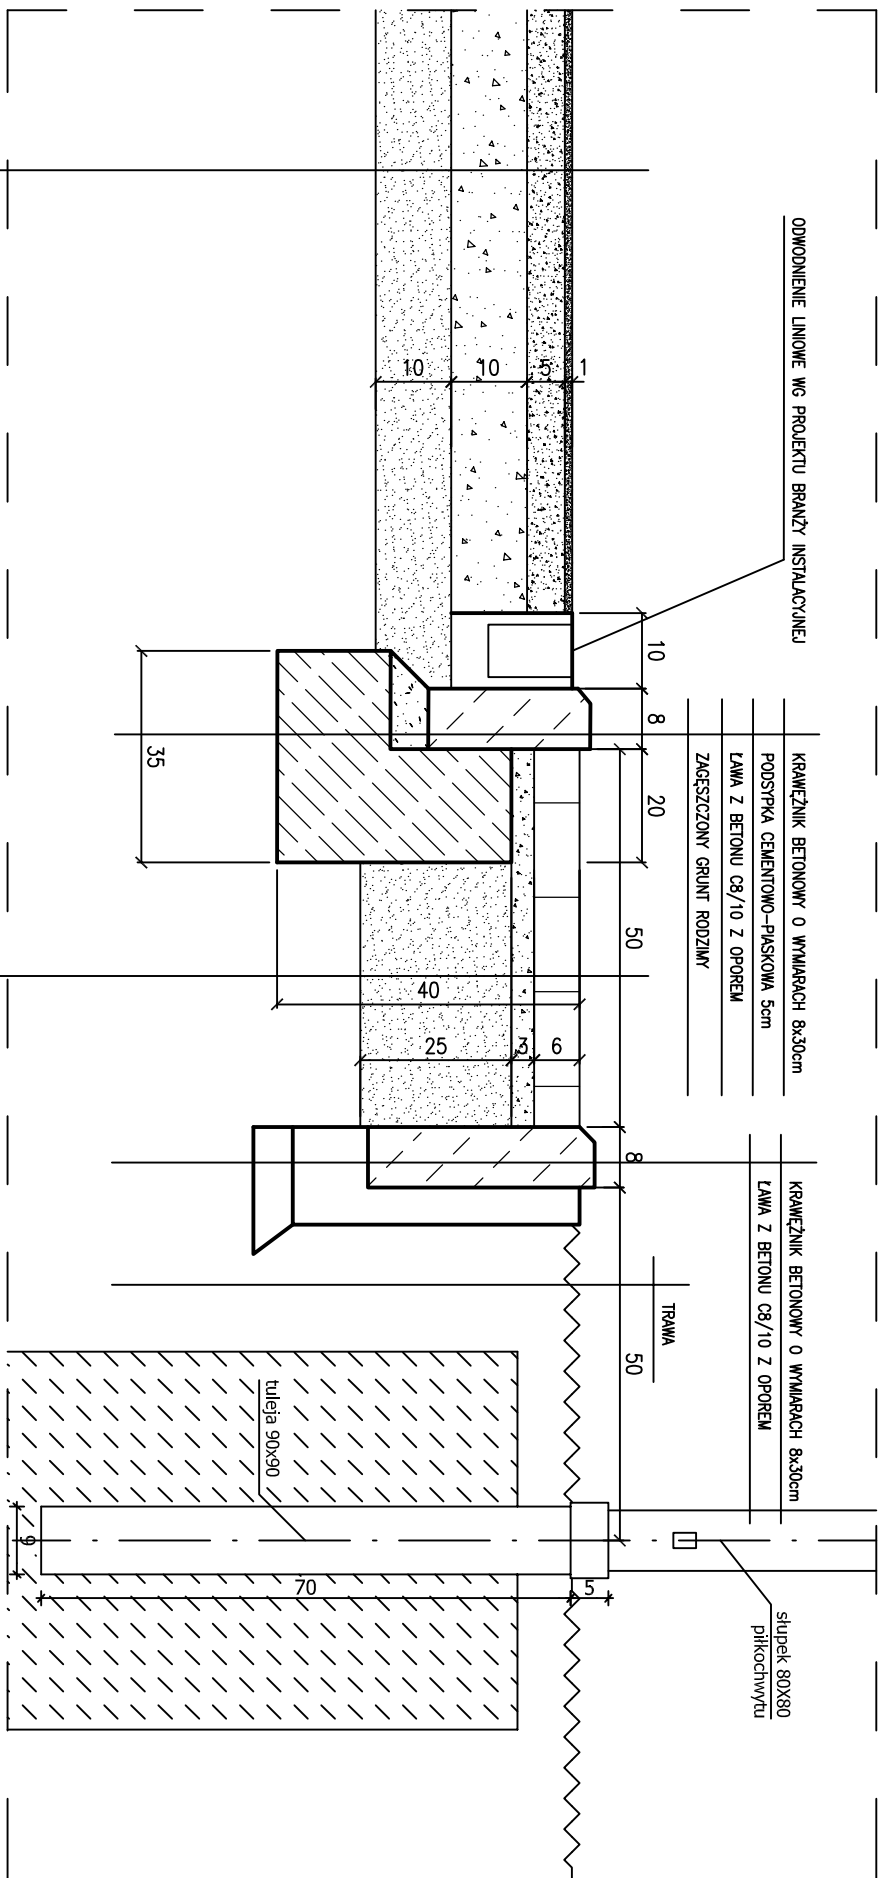 ODWODNIENIE LINIOWE WG PROJEKTU BRANŻY INSTALACYJNEJ
KRAWĘŻNIK BETONOWY O WYMIARACH 8x30cm
PODSYPKA CEMENTOWO-PIASKOWA 5cm
ŁAWA Z BETONU C8/10 Z OPOREM
ZAGĘSZCZONY GRUNT RODZIMY
KRAWĘŻNIK BETONOWY O WYMIARACH 8x30cm
ŁAWA Z BETONU C8/10 Z OPOREM
TRAWA
słupek 80X80
piłkochwytu
tuleja 90x90
10
8
20
50
8
50
10
10
5
1
35
40
25
3
6
70
5
9